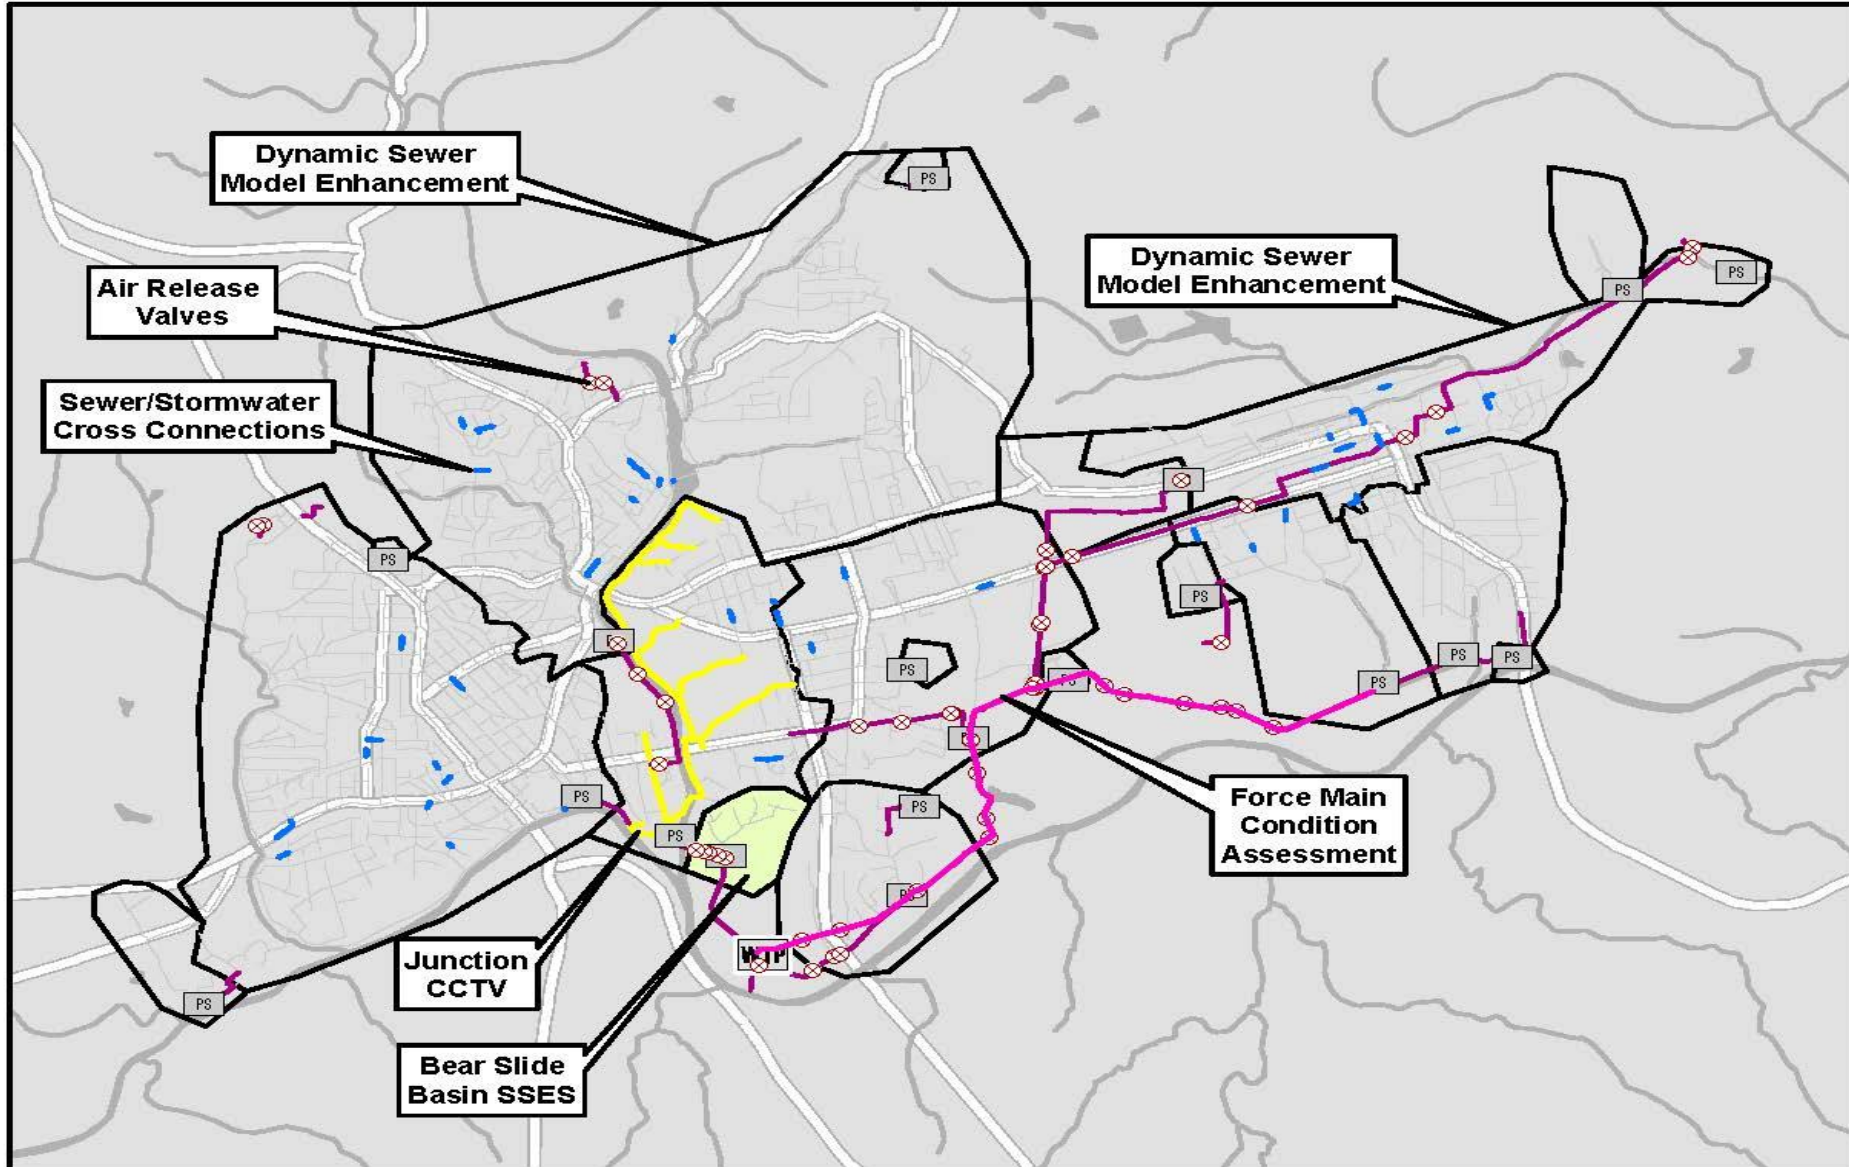 Dynamic Sewer
Model Enhancement
PS
Dynamic Sewer
Model Enhancement
PS
PS
Air Release
Valves
Sewer/Stormwater
Cross Connections
PS
PS
PS
PS
PS
PS
PS
PS
Force Main
Condition
Assessment
PS
PS
PS
WTP
Junction
CCTV
PS
Bear Slide
Basin SSES